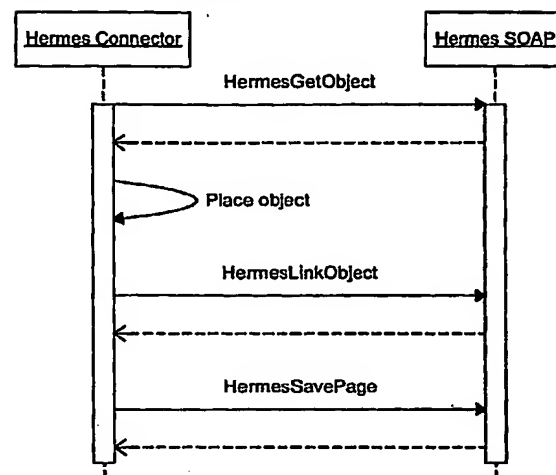 Hermes Connector
Hermes SOAP
HermesGetObject
Place object
HermesLinkObject
HermesSavePage